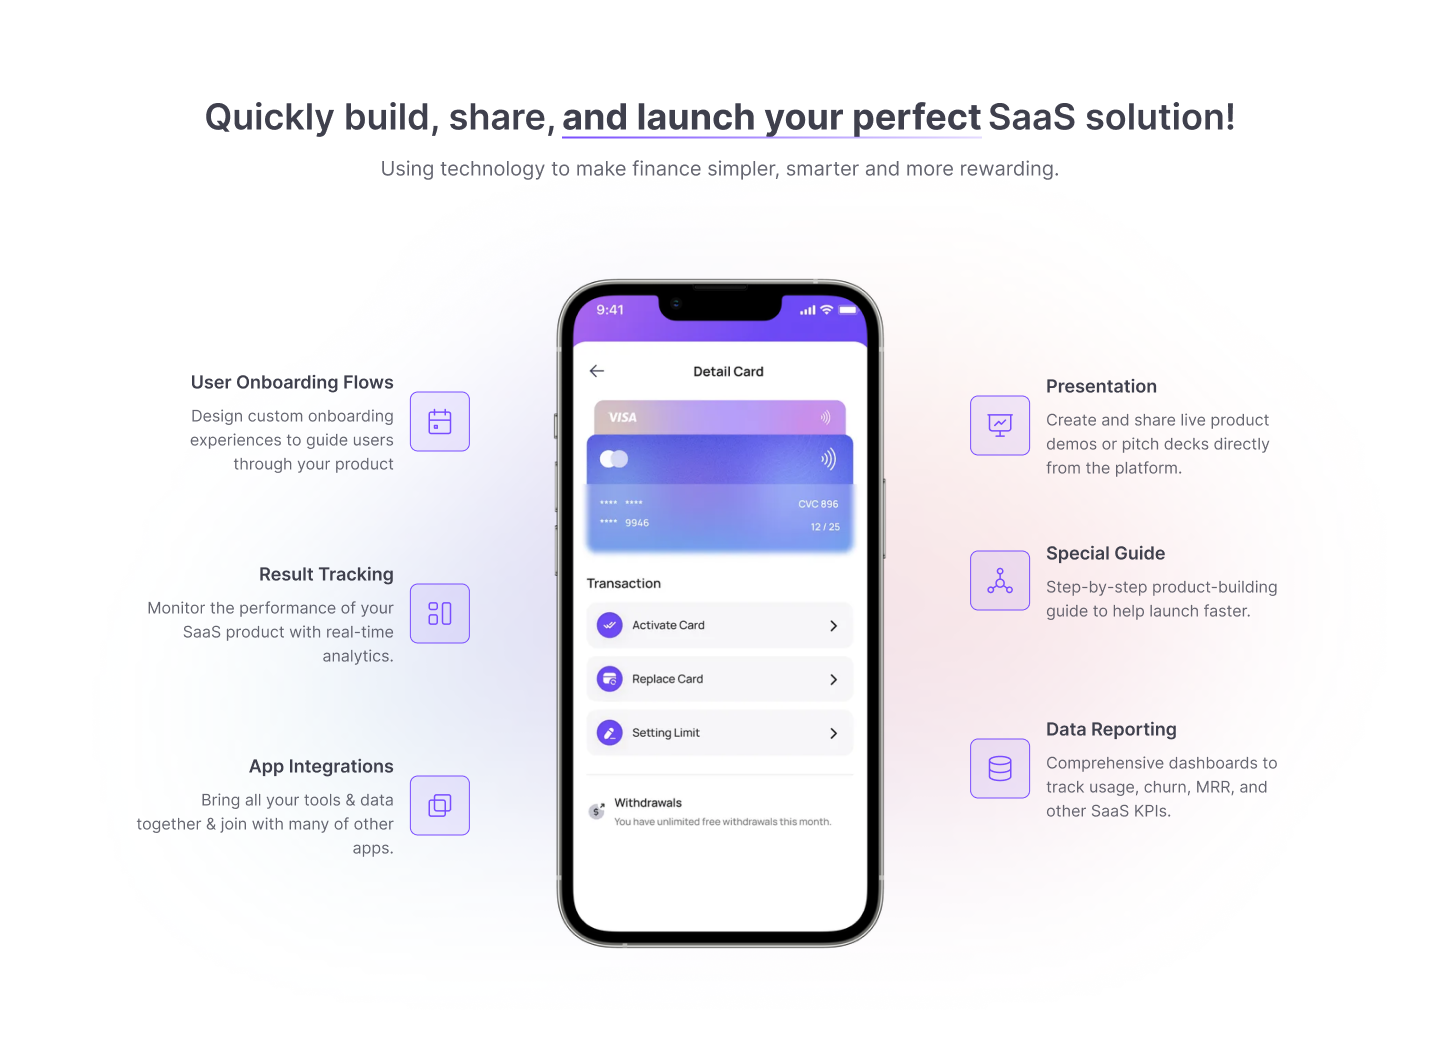 Quickly build, share, and launch your perfect SaaS solution!
Using technology to make finance simpler, smarter and more rewarding.
User Onboarding Flows
Design custom onboarding
experiences to guide users
through your product
Result Tracking
Monitor the performance of your
SaaS product with real-time
analytics.
App Integrations
Bring all your tools & data
together & join with many of other
apps.
9:41
Detail Card
VISA
**** ****
CVC 896
**** 9946
12 / 25
Transaction
Activate Card
Replace Card
Setting Limit
$
Withdrawals
You have unlimited free withdrawals this month.
Presentation
Create and share live product
demos or pitch decks directly
from the platform.
Special Guide
Step-by-step product-building
guide to help launch faster.
Data Reporting
Comprehensive dashboards to
track usage, churn, MRR, and
other SaaS KPIs.